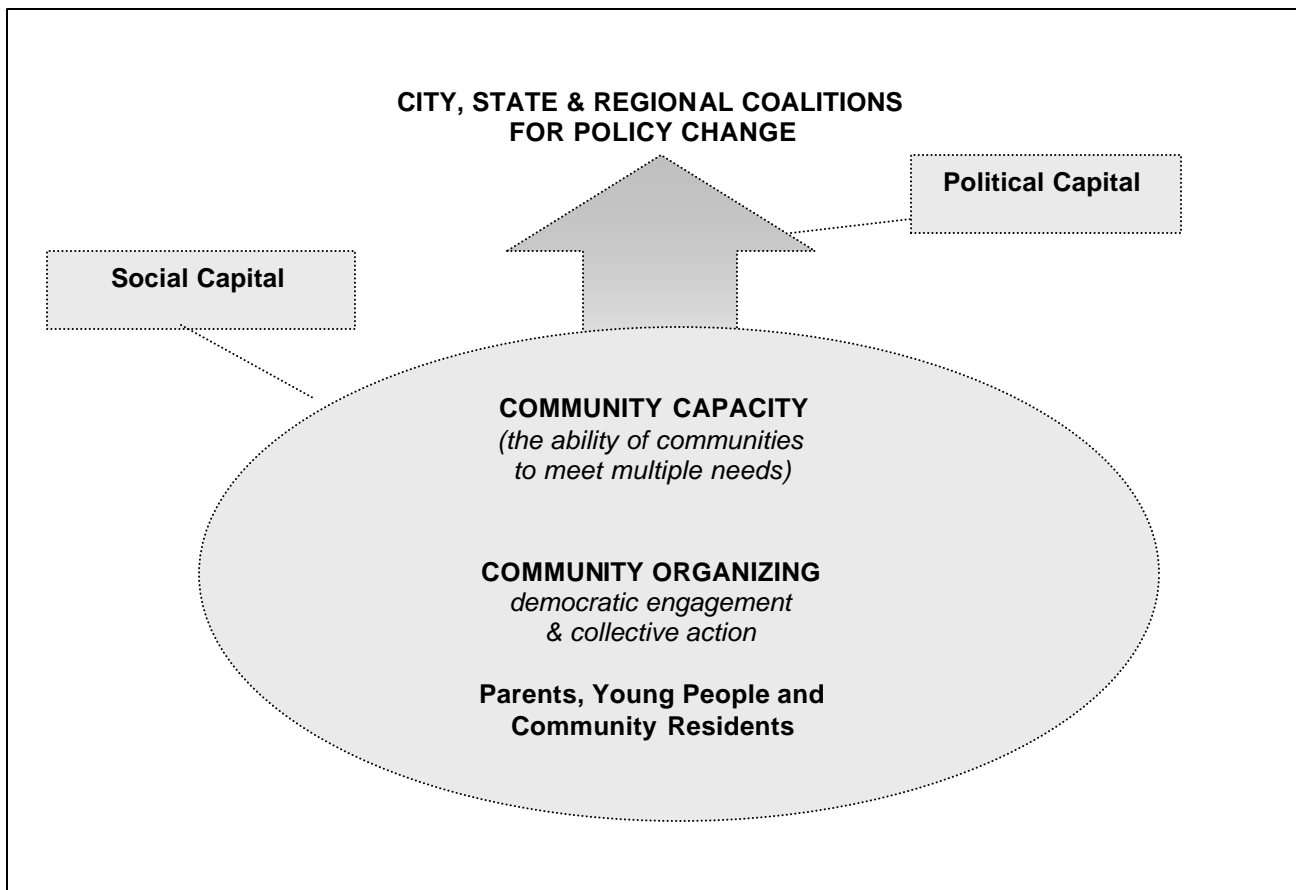 CITY, STATE & REGIONAL COALITIONS
FOR POLICY CHANGE
Political Capital
Social Capital
COMMUNITY CAPACITY
(the ability of communities
to meet multiple needs)
COMMUNITY ORGANIZING
democratic engagement
& collective action
Parents, Young People and
Community Residents